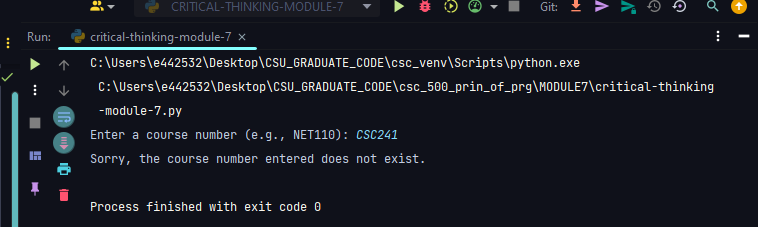 CRITICAL-THINKING-MODULE-7
Git:
Run:
critical-thinking-module-7
C:\Users\e442532\Desktop\CSU_GRADUATE_CODE\csc_venv\Scripts\python.exe
C:\Users\e442532\Desktop\CSU_GRADUATE_CODE\csc_500_prin_of_prg\MODULE7\critical-thinking
-module-7.py
Enter a course number (e.g., NET110): CSC241
Sorry, the course number entered does not exist.
Process finished with exit code 0